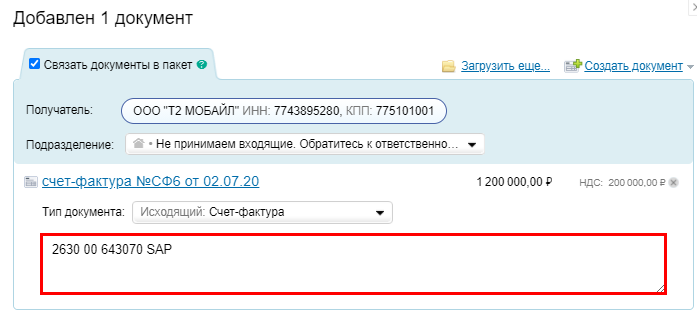 Добавлен 1 документ
Связать документы в пакет ?
Загрузить еще...
Создать документ
Получатель: ООО "Т2 МОБАЙЛ" ИНН: 7743895280, КПП: 775101001
Подразделение: • Не принимаем входящие. Обратитесь к ответственно...
счет-фактура №СФ6 от 02.07.20 1 200 000,00 ₽ НДС: 200 000,00 ₽
Тип документа: Исходящий: Счет-фактура
2630 00 643070 SAP